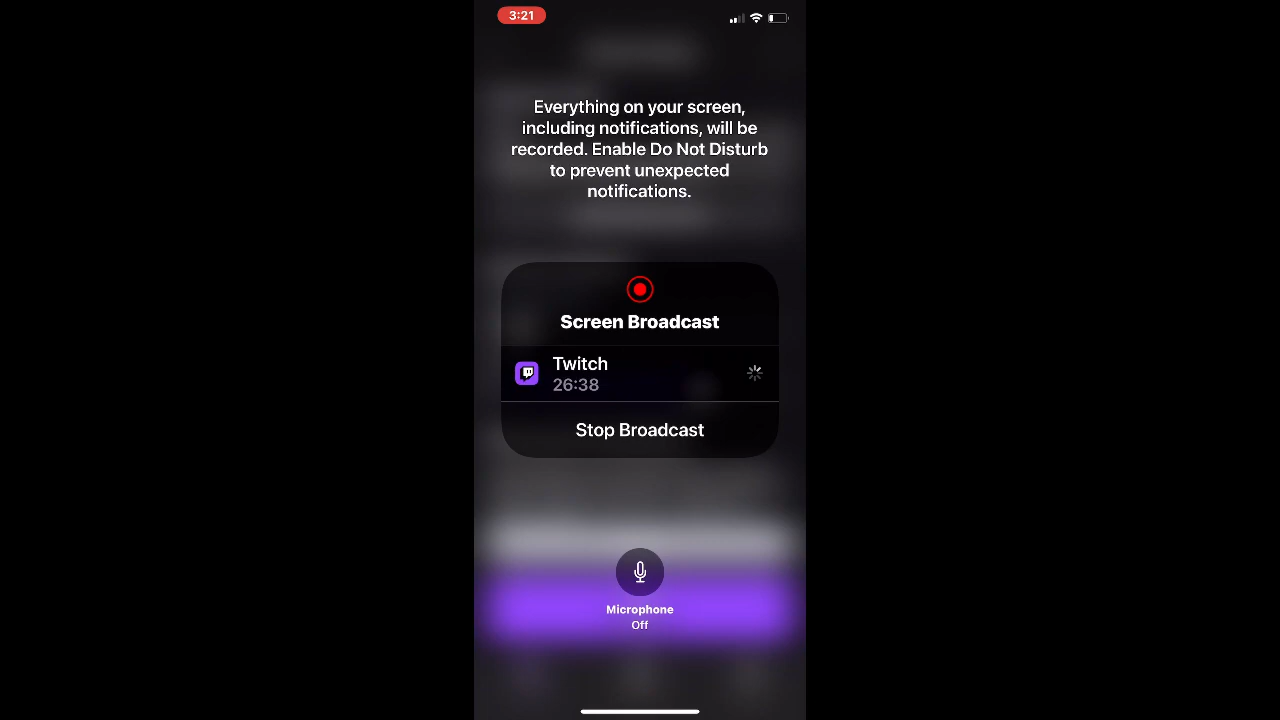 3:21
Everything on your screen,
including notifications, will be
recorded. Enable Do Not Disturb
to prevent unexpected
notifications.
Screen Broadcast
Twitch
26:38
Stop Broadcast
Microphone
Off